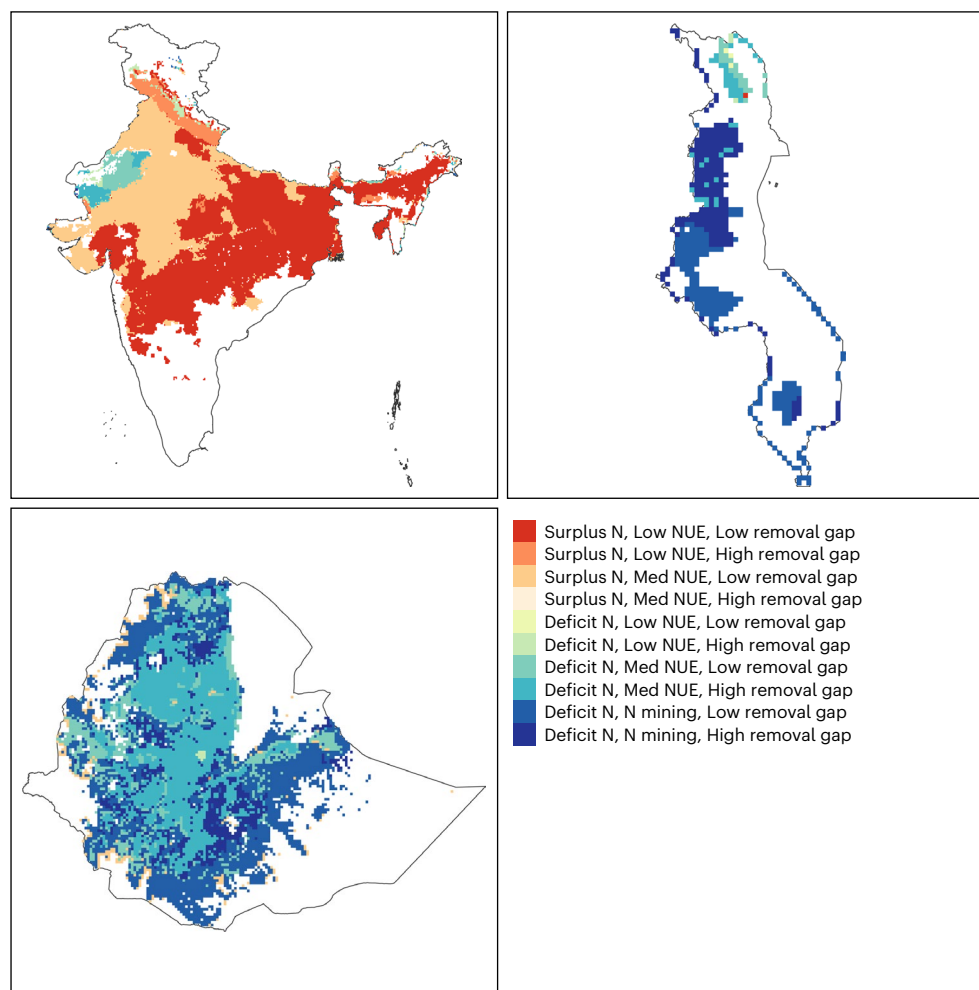 Surplus N, Low NUE, Low removal gap
Surplus N, Low NUE, High removal gap
Surplus N, Med NUE, Low removal gap
Surplus N, Med NUE, High removal gap
Deficit N, Low NUE, Low removal gap
Deficit N, Low NUE, High removal gap
Deficit N, Med NUE, Low removal gap
Deficit N, Med NUE, High removal gap
Deficit N, N mining, Low removal gap
Deficit N, N mining, High removal gap